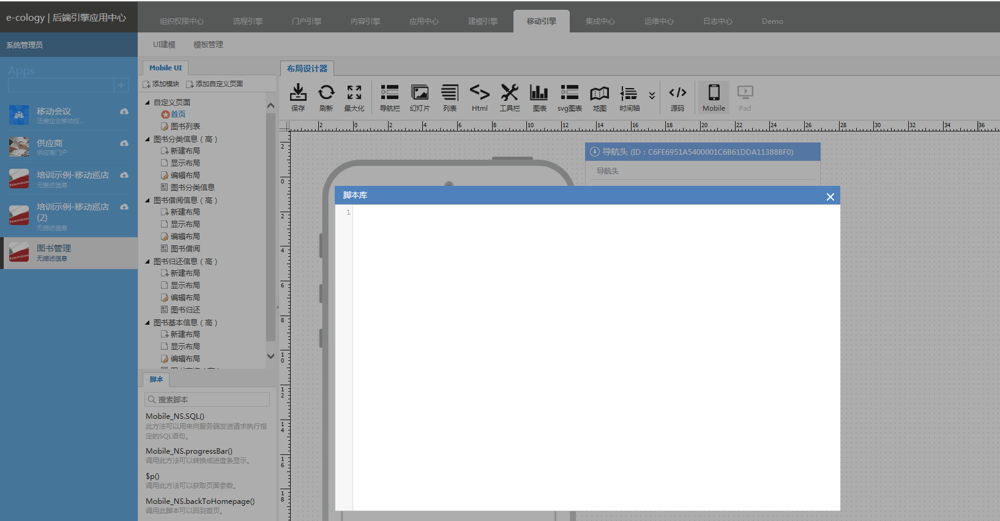 e-cology | 后端引擎应用中心
组织权限中心 流程引擎 门户引擎 内容引擎 应用中心 建模引擎 移动引擎 集成中心 运维中心 日志中心 Demo
系统管理员
UI建模 模板管理
Apps
+
移动会议
泛微企业移动应...
供应商
供应商门户
培训示例-移动巡店
无描述信息
培训示例-移动巡店
(2)
无描述信息
图书管理
无描述信息
Mobile UI
添加模块 添加自定义页面
自定义页面
首页
图书列表
图书分类信息（高）
新建布局
显示布局
编辑布局
图书分类信息
图书借阅信息（高）
新建布局
显示布局
编辑布局
图书借阅
图书归还信息（高）
新建布局
显示布局
编辑布局
图书归还
图书基本信息（高）
新建布局
显示布局
编辑布局
脚本
搜索脚本
Mobile_NS.SQL()
此方法可以用来向服务端发送请求执行指
定的SQL语句。
Mobile_NS.progressBar()
调用此方法可以转换成进度条显示。
$p()
调用此方法可以获取页面参数。
Mobile_NS.backToHomepage()
调用此脚本可以回到首页。
布局设计器
保存 刷新 最大化 导航栏 幻灯片 列表 Html 工具栏 图表 svg图表 地图 时间轴 源码 Mobile Pad
2 0 2 4 6 8 10 12 14 16 18 20 22 24 26 28 30 32 34 36
2
0
2
4
6
8
10
12
14
16
18
导航头 (ID：C6FE6951A5400001C6B61DDA11388BF0)
导航头
脚本库
1